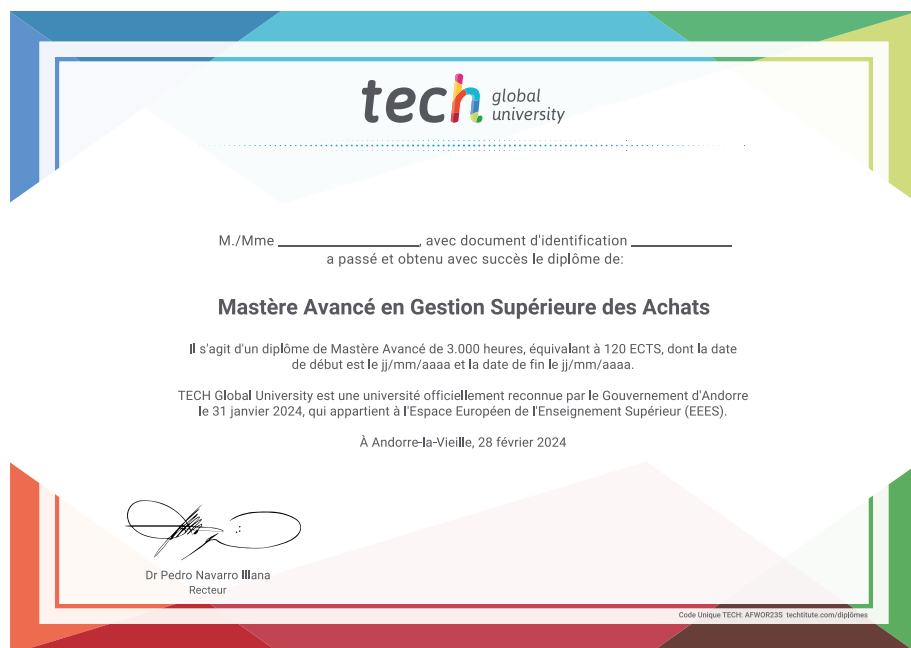 tech global
university
M./Mme ____________________, avec document d'identification ______________
a passé et obtenu avec succès le diplôme de:
Mastère Avancé en Gestion Supérieure des Achats
Il s'agit d'un diplôme de Mastère Avancé de 3.000 heures, équivalant à 120 ECTS, dont la date
de début est le jj/mm/aaaa et la date de fin le jj/mm/aaaa.
TECH Global University est une université officiellement reconnue par le Gouvernement d'Andorre
le 31 janvier 2024, qui appartient à l'Espace Européen de l'Enseignement Supérieur (EEES).
À Andorre-la-Vieille, 28 février 2024
Dr Pedro Navarro Illana
Recteur
Code Unique TECH: AFWOR23S techtitute.com/diplômes